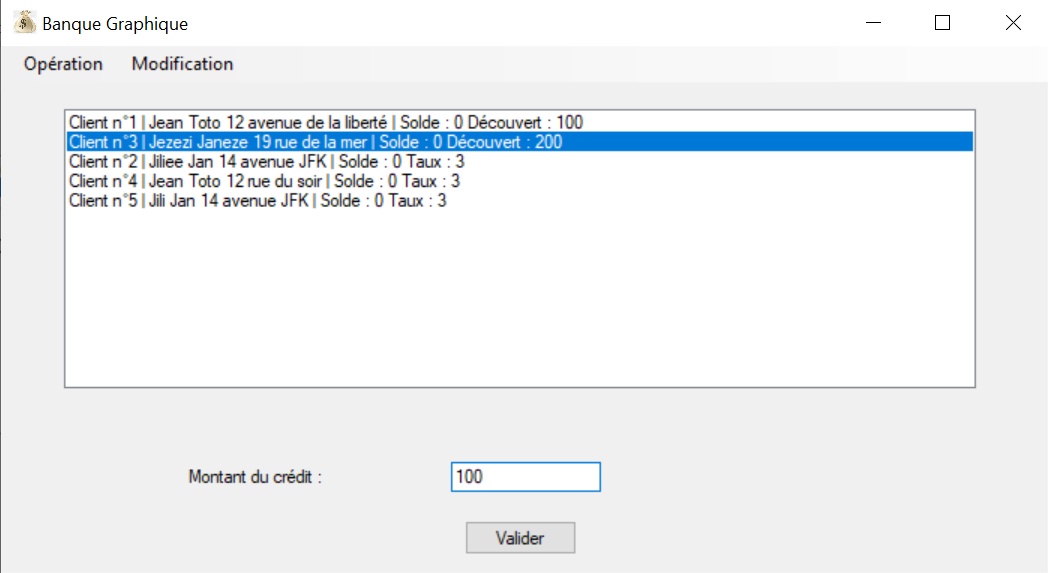 Banque Graphique
Opération Modification
Client n°1 | Jean Toto 12 avenue de la liberté | Solde : 0 Découvert : 100
Client n°3 | Jezezi Janeze 19 rue de la mer | Solde : 0 Découvert : 200
Client n°2 | Jiliee Jan 14 avenue JFK | Solde : 0 Taux : 3
Client n°4 | Jean Toto 12 rue du soir | Solde : 0 Taux : 3
Client n°5 | Jili Jan 14 avenue JFK | Solde : 0 Taux : 3
Montant du crédit : 100
Valider